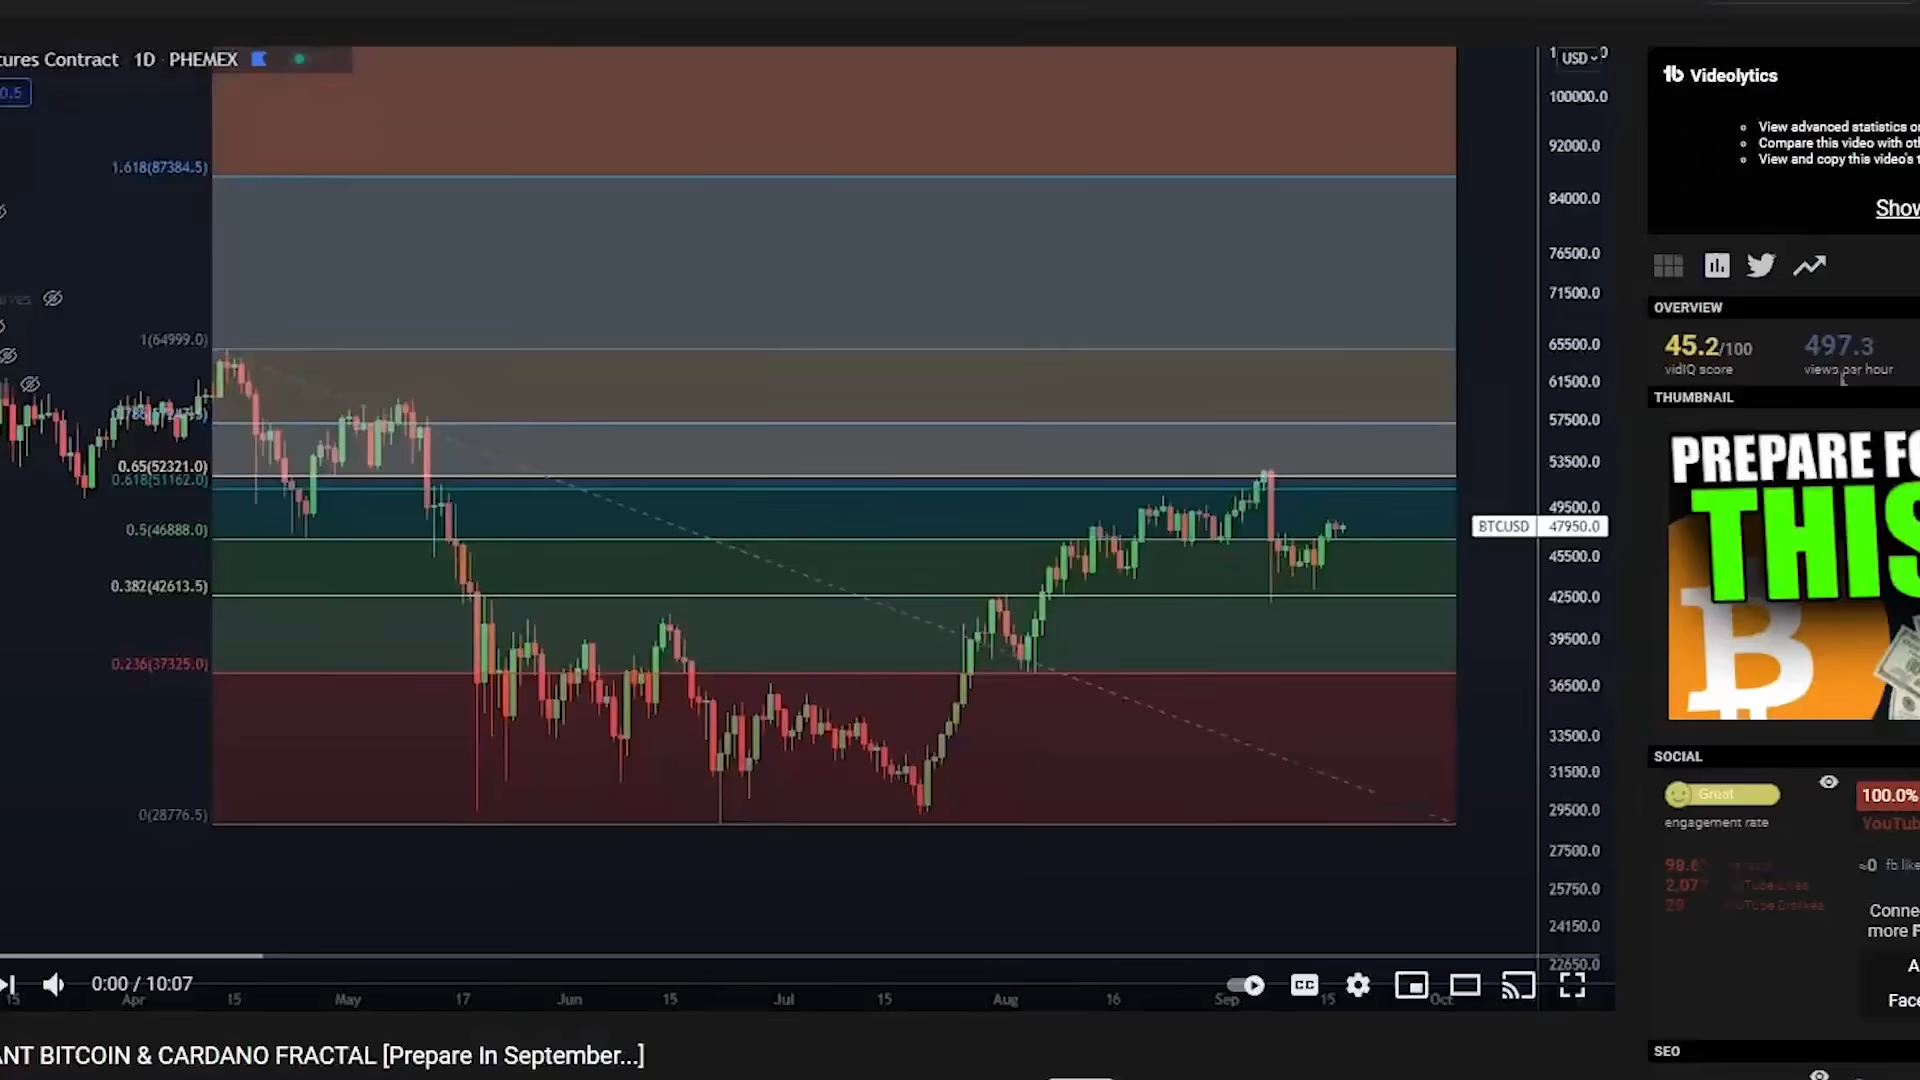 tures Contract 1D PHEMEX
0.5
USD
100000.0
92000.0
84000.0
76500.0
71500.0
65500.0
61500.0
57500.0
53500.0
49500.0
BTCUSD 47950.0
45500.0
42500.0
39500.0
36500.0
33500.0
31500.0
29500.0
27500.0
25750.0
24150.0
22650.0
1.618(87384.5)
1(64999.0)
0.65(52321.0)
0.618(51162.0)
0.5(46888.0)
0.382(42613.5)
0.236(37325.0)
0(28776.5)
0:00 / 10:07
CC
15 Apr 15 May 17 Jun 15 Jul 15 Aug 16 Sep 15 Oct
ANT BITCOIN & CARDANO FRACTAL [Prepare In September...]
tb Videolytics
View advanced statistics o
Compare this video with ot
View and copy this video's t
Show
OVERVIEW
45.2/100
vidIQ score
497.3
views per hour
THUMBNAIL
PREPARE FO
THIS
SOCIAL
Great
engagement rate
100.0%
YouTub
≈0 fb like
29
Conne
more F
A
Face
SEO